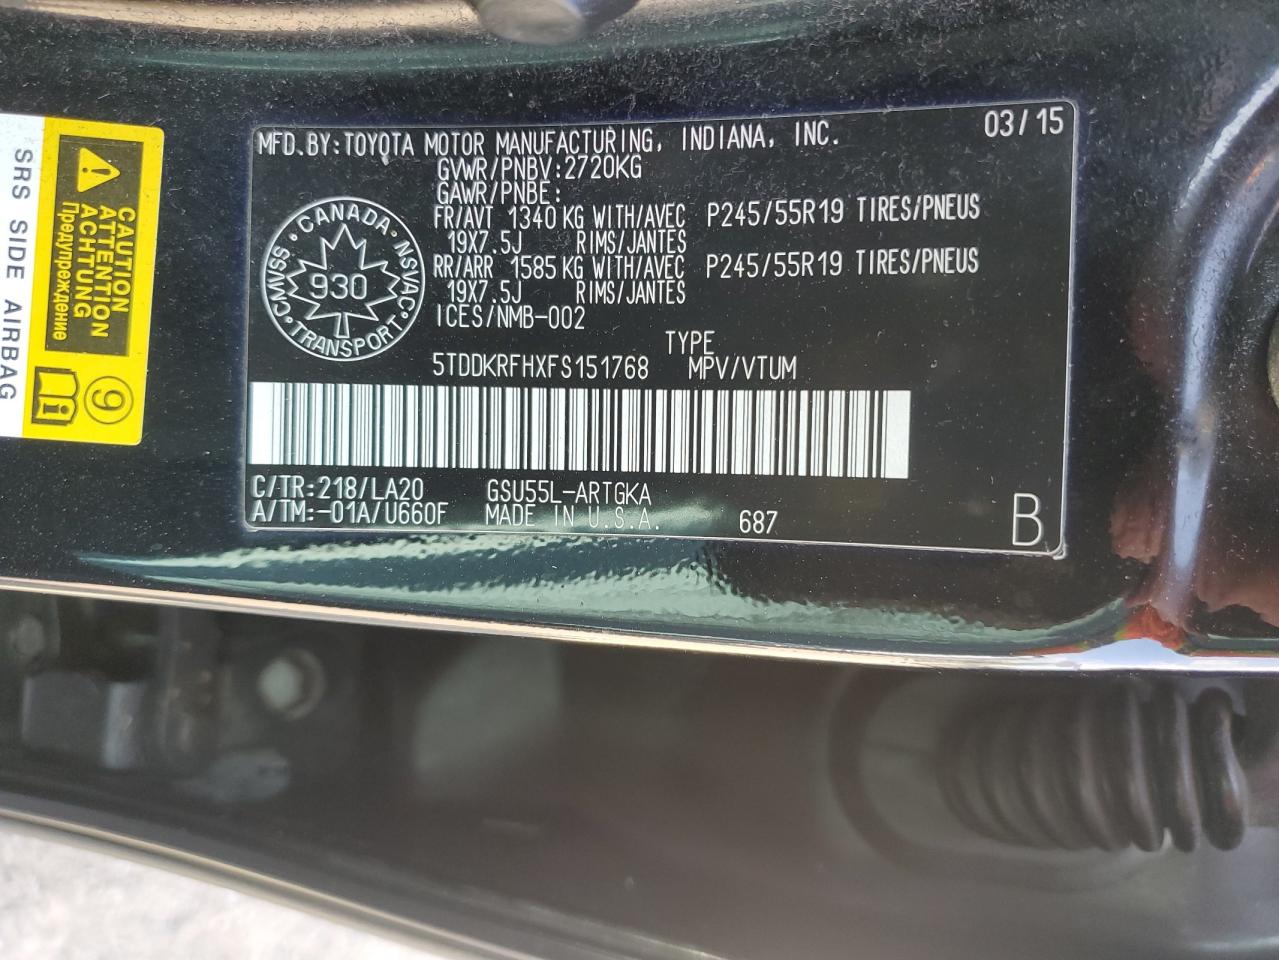 MFD.BY:TOYOTA MOTOR MANUFACTURING, INDIANA, INC. 03/15
GVWR/PNBV:2720KG
GAWR/PNBE:
FR/AVT 1340 KG WITH/AVEC P245/55R19 TIRES/PNEUS
19X7.5J RIMS/JANTES
RR/ARR 1585 KG WITH/AVEC P245/55R19 TIRES/PNEUS
19X7.5J RIMS/JANTES
ICES/NMB-002
CANADA
CMVSS NSVAC
930
TRANSPORT
TYPE
5TDDKRFHXFS151768 MPV/VTUM
C/TR:218/LA20 GSU55L-ARTGKA
A/TM:-01A/U660F MADE IN U.S.A. 687 B
CAUTION
ATTENTION
ACHTUNG
Предупреждение
9
SRS SIDE AIRBAG